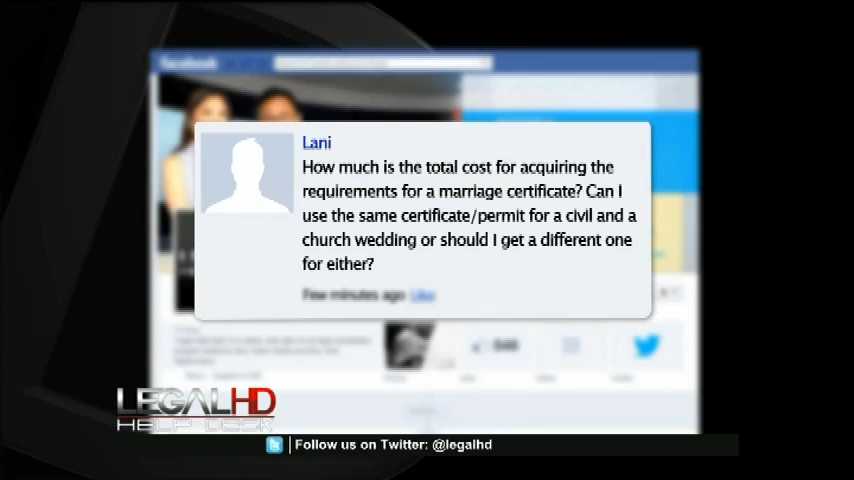 facebook
Lani
How much is the total cost for acquiring the
requirements for a marriage certificate? Can I
use the same certificate/permit for a civil and a
church wedding or should I get a different one
for either?
Few minutes ago Like
LEGALHD
HELP DESK
Follow us on Twitter: @legalhd